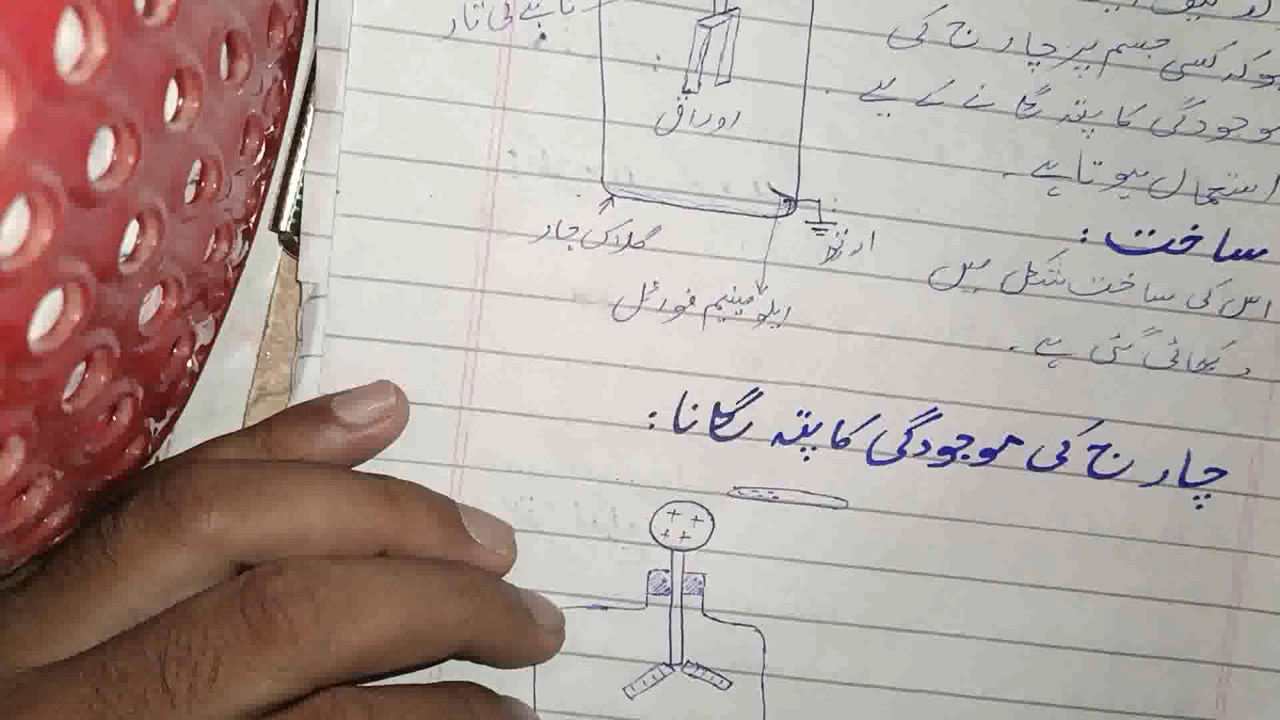 تانبے کی تار
جو کہ کسی جسم پر چارج کی
موجودگی کا پتہ لگانے کے لیے
اوراق
استعمال ہوتا ہے۔
ساخت:
گلاس جار
ارتھ
اس کی ساخت شکل میں
ایلومینیم فوئل
دکھائی گئی ہے۔
چارج کی موجودگی کا پتہ لگانا:
+ +
+ +